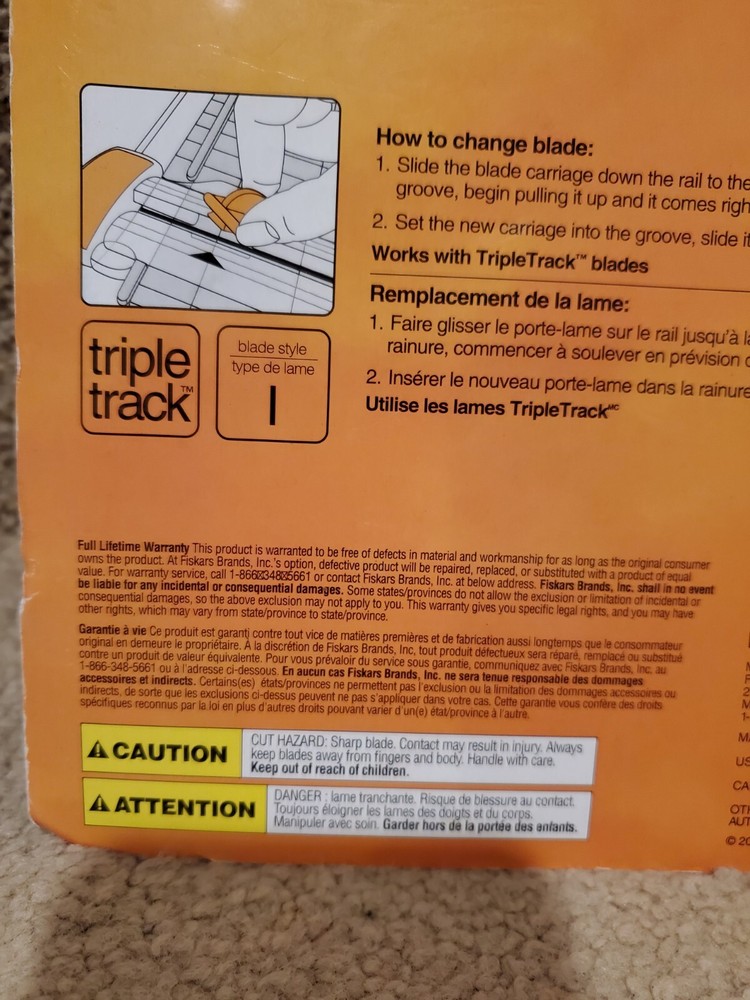 How to change blade:
1. Slide the blade carriage down the rail to the
groove, begin pulling it up and it comes righ
2. Set the new carriage into the groove, slide it
Works with TripleTrack™ blades
Remplacement de la lame:
1. Faire glisser le porte-lame sur le rail jusqu'à la
rainure, commencer à soulever en prévision
2. Insérer le nouveau porte-lame dans la rainure
Utilise les lames TripleTrack MC
triple
track™
blade style
type de lame
I
Full Lifetime Warranty This product is warranted to be free of defects in material and workmanship for as long as the original consumer
owns the product. At Fiskars Brands, Inc.'s option, defective product will be repaired, replaced, or substituted with a product of equal
value. For warranty service, call 1-866☒348☒5661 or contact Fiskars Brands, Inc. at below address. Fiskars Brands, Inc. shall in no event
be liable for any incidental or consequential damages. Some states/provinces do not allow the exclusion or limitation of incidental or
consequential damages, so the above exclusion may not apply to you. This warranty gives you specific legal rights, and you may have
other rights, which may vary from state/province to state/province.
Garantie à vie Ce produit est garanti contre tout vice de matières premières et de fabrication aussi longtemps que le consommateur
original en demeure le propriétaire. À la discrétion de Fiskars Brands, Inc, tout produit défectueux sera réparé, remplacé ou substitué
contre un produit de valeur équivalente. Pour vous prévaloir du service sous garantie, communiquez avec Fiskars Brands, Inc. au
1-866-348-5661 ou à l'adresse ci-dessous. En aucun cas Fiskars Brands, Inc. ne sera tenue responsable des dommages
accessoires et indirects. Certains(es) états/provinces ne permettent pas l'exclusion ou la limitation des dommages accessoires ou
indirects, de sorte que les exclusions ci-dessus peuvent ne pas s'appliquer dans votre cas. Cette garantie vous confère des droits
spécifiques reconnus par la loi en plus d'autres droits pouvant varier d'un(e) état/province à l'autre.
CAUTION
CUT HAZARD: Sharp blade. Contact may result in injury. Always
keep blades away from fingers and body. Handle with care.
Keep out of reach of children.
ATTENTION
DANGER : lame tranchante. Risque de blessure au contact.
Toujours éloigner les lames des doigts et du corps.
Manipuler avec soin. Garder hors de la portée des enfants.
US
CA
OT
AUT
© 20